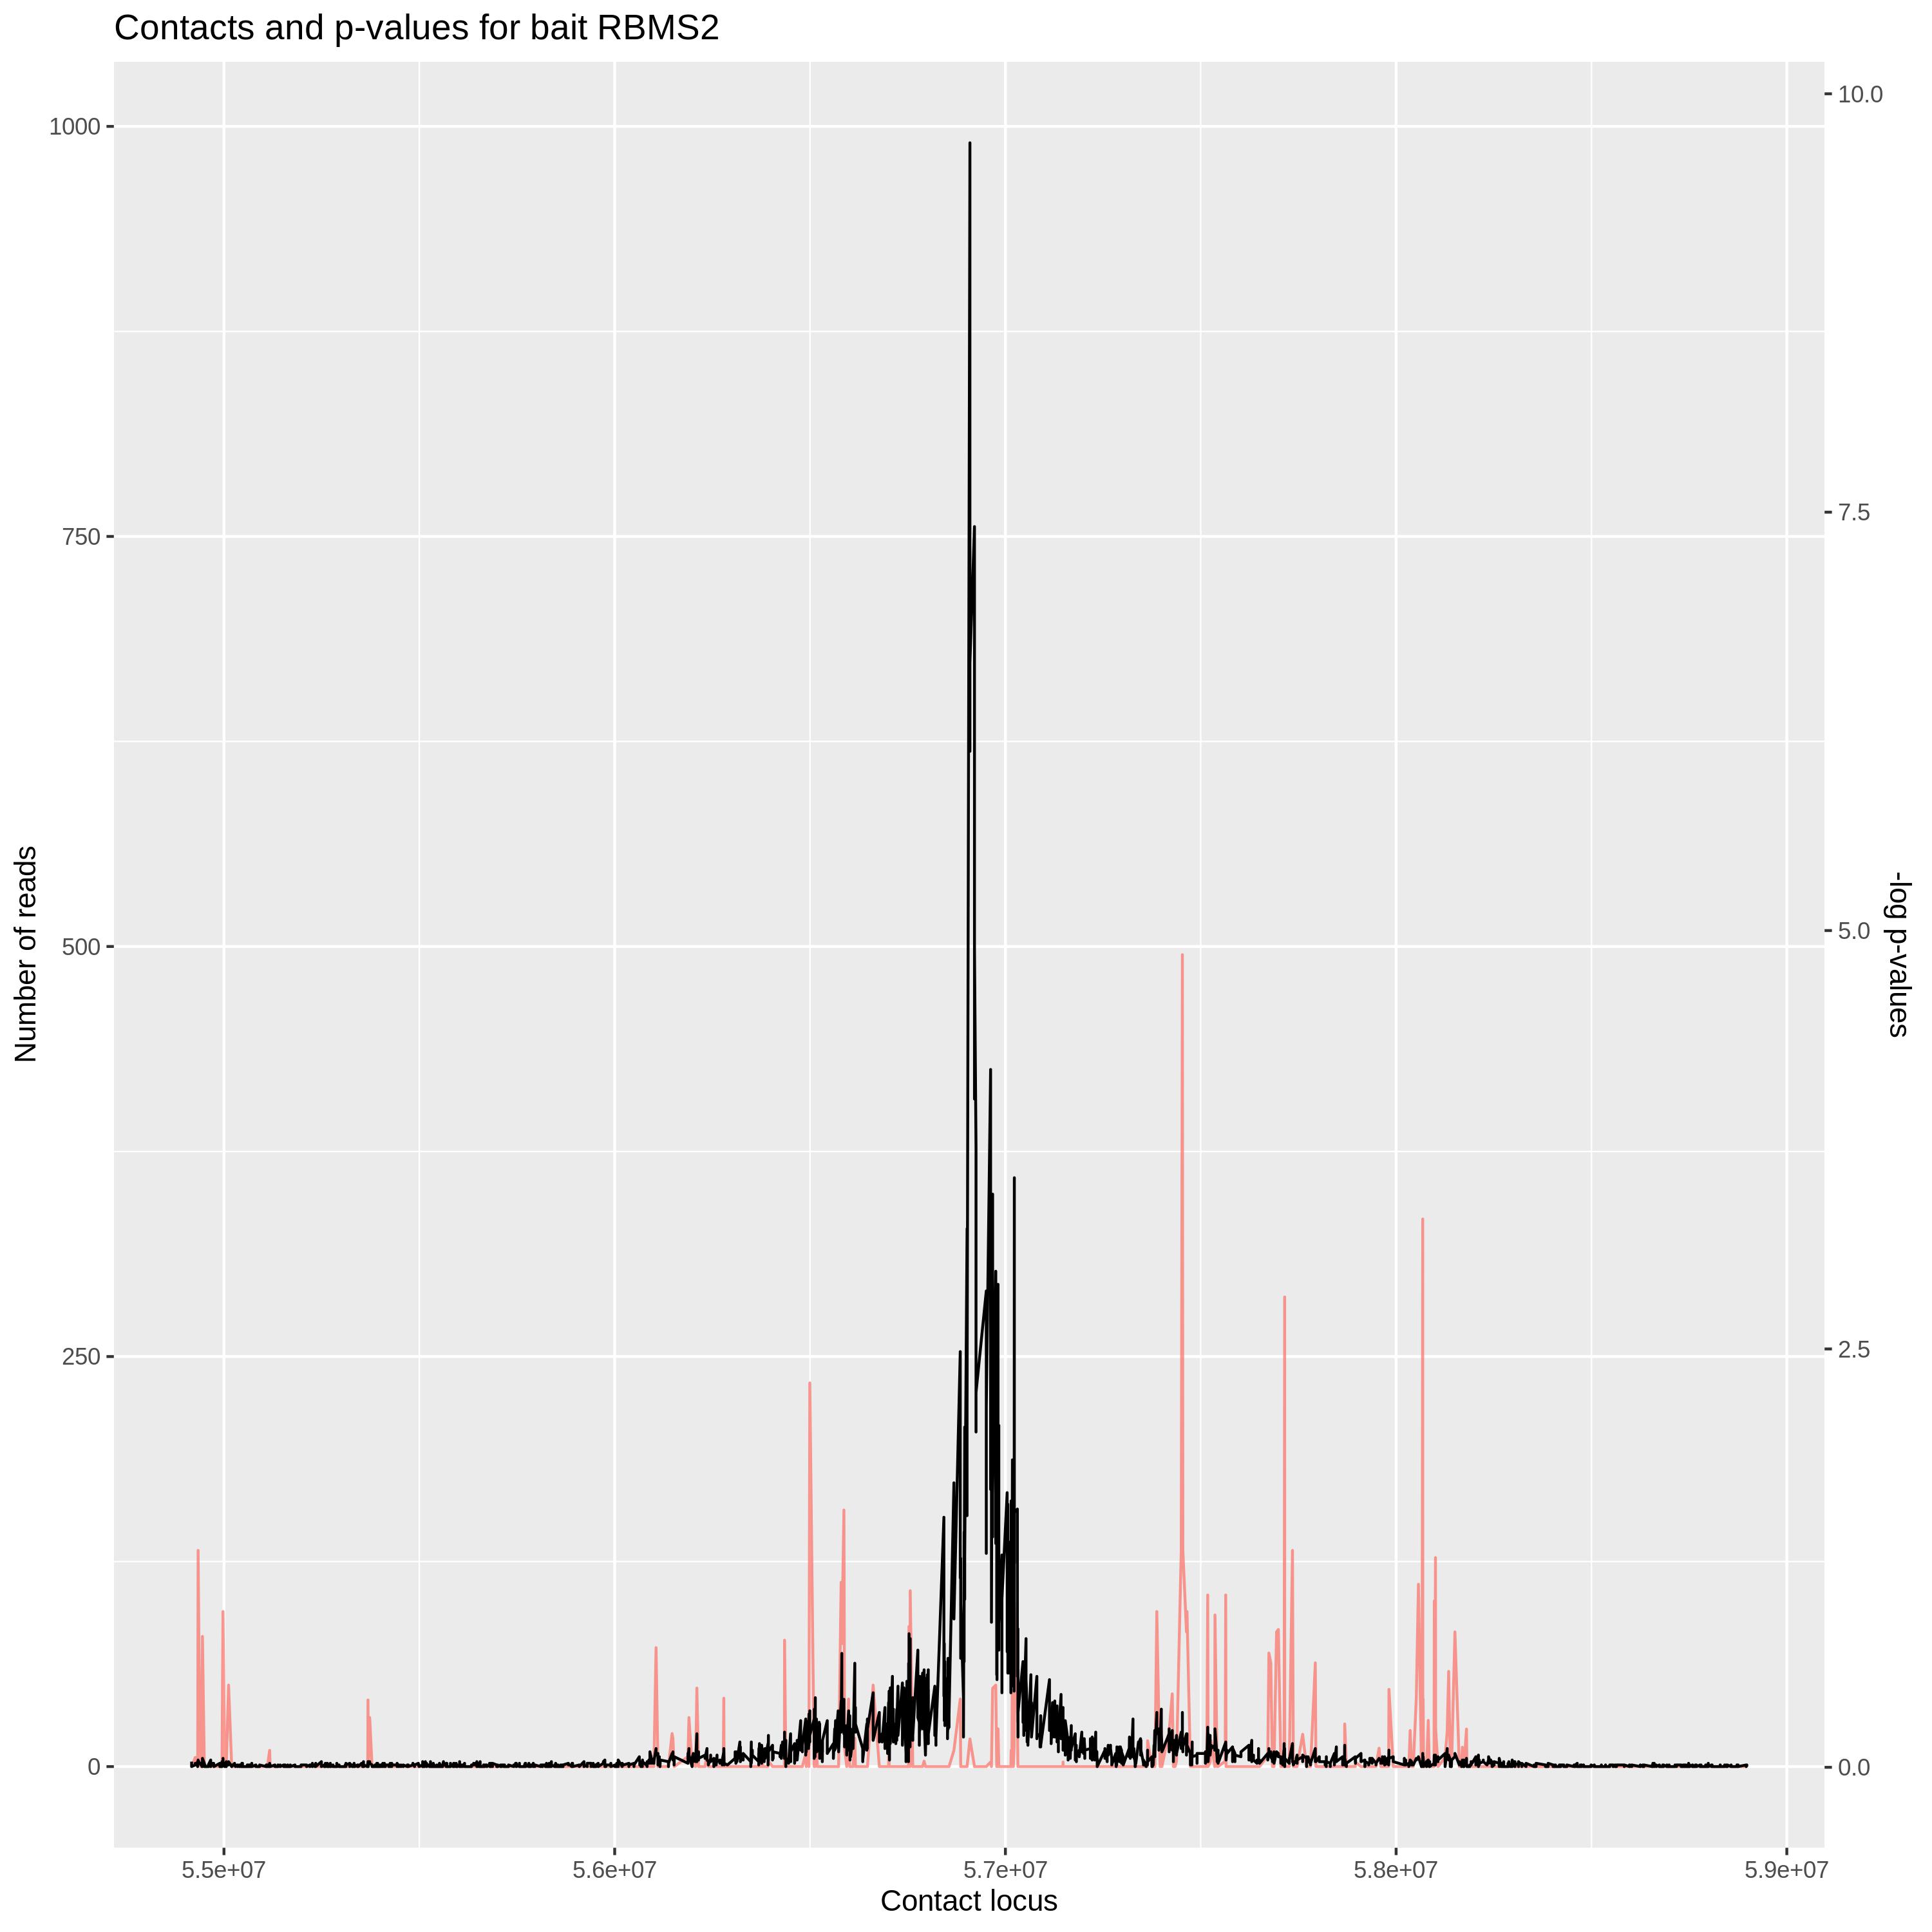 Contacts and p-values for bait RBMS2
1000
750
500
250
0
Number of reads
10.0
7.5
5.0
2.5
0.0
-log p-values
5.5e+07
5.6e+07
5.7e+07
5.8e+07
5.9e+07
Contact locus